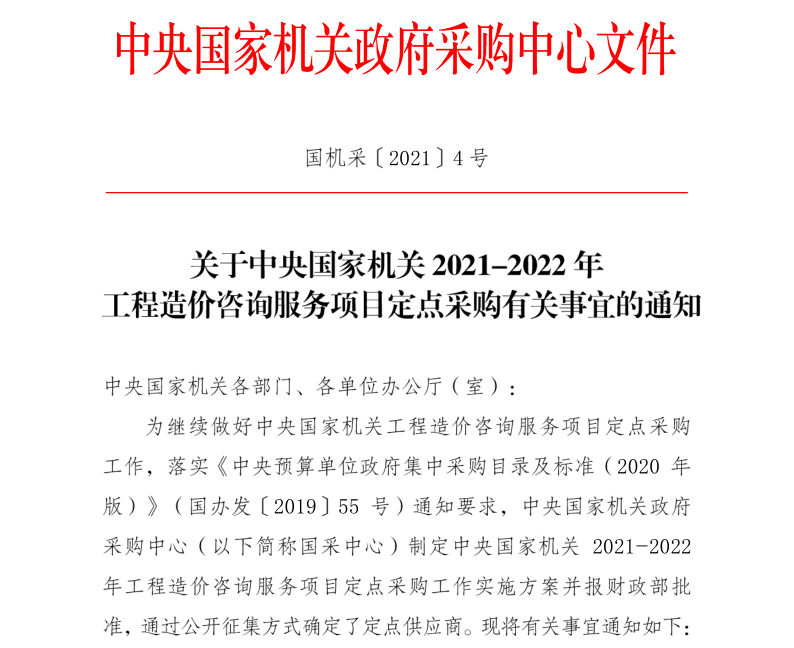 中央国家机关政府采购中心文件
国机采〔2021〕4 号
关于中央国家机关 2021-2022 年
工程造价咨询服务项目定点采购有关事宜的通知
中央国家机关各部门、各单位办公厅（室）：
为继续做好中央国家机关工程造价咨询服务项目定点采购
工作，落实《中央预算单位政府集中采购目录及标准（2020 年
版）》（国办发〔2019〕55 号）通知要求，中央国家机关政府
采购中心（以下简称国采中心）制定中央国家机关 2021-2022
年工程造价咨询服务项目定点采购工作实施方案并报财政部批
准，通过公开征集方式确定了定点供应商。现将有关事宜通知如下：